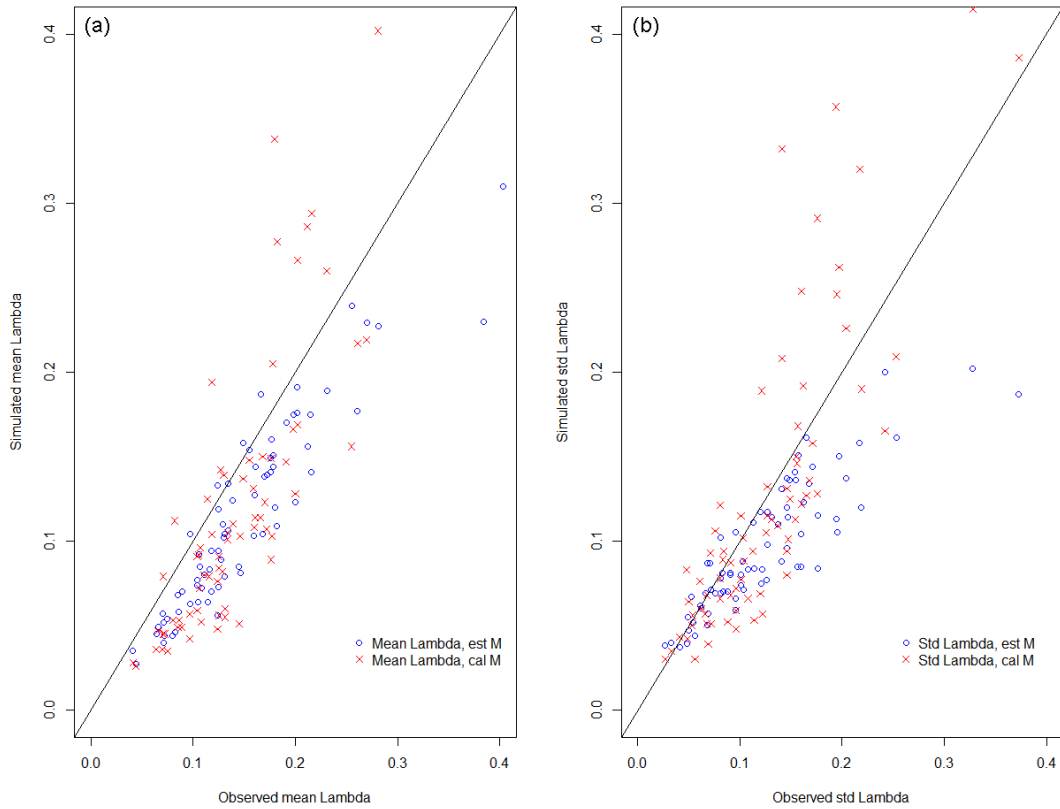 (a)
Simulated mean Lambda
0.4
0.3
0.2
0.1
0.0
Mean Lambda, est M
Mean Lambda, cal M
0.0 0.1 0.2 0.3 0.4
Observed mean Lambda
(b)
Simulated std Lambda
0.4
0.3
0.2
0.1
0.0
Std Lambda, est M
Std Lambda, cal M
0.0 0.1 0.2 0.3 0.4
Observed std Lambda